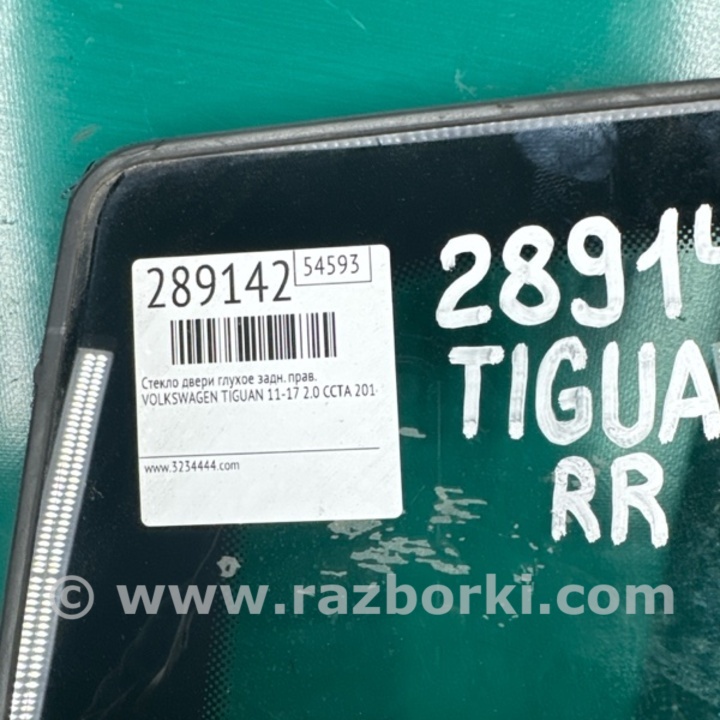 289142 54593
Стекло двери глухое задн. прав.
VOLKSWAGEN TIGUAN 11-17 2.0 CCTA 201
www.3234444.com
28914
TIGUA
RR
© www.razborki.com